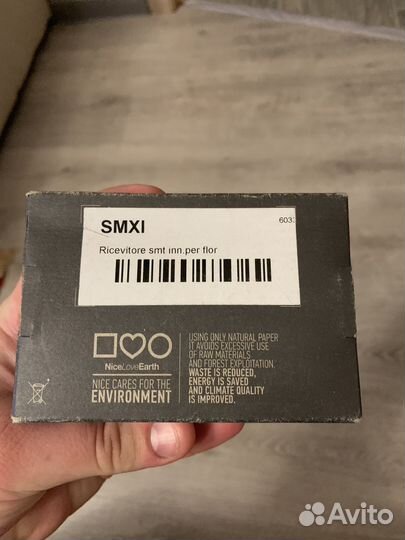 SMXI
6033
Ricevitore smt inn.per flor
NiceLoveEarth
NICE CARES FOR THE
ENVIRONMENT
USING ONLY NATURAL PAPER
IT AVOIDS EXCESSIVE USE
OF RAW MATERIALS
AND FOREST EXPLOITATION.
WASTE IS REDUCED,
ENERGY IS SAVED
AND CLIMATE QUALITY
IS IMPROVED.
Avito